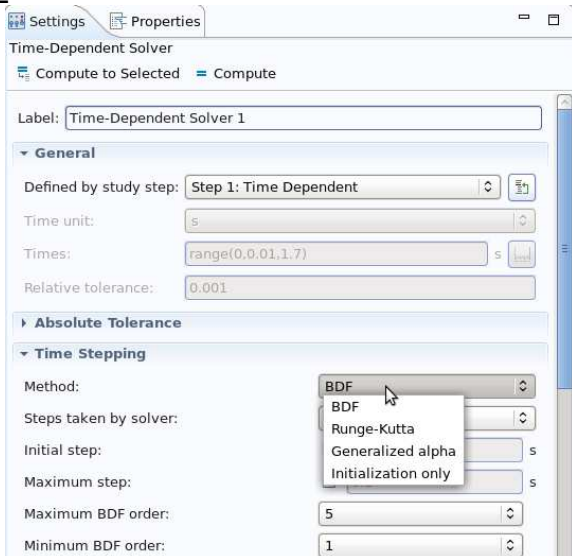 Settings Properties
Time-Dependent Solver
Compute to Selected = Compute
Label: Time-Dependent Solver 1
General
Defined by study step: Step 1: Time Dependent
Time unit: s
Times: range(0,0.01,1.7) s
Relative tolerance: 0.001
Absolute Tolerance
Time Stepping
Method: BDF
BDF
Steps taken by solver:
Runge-Kutta
Initial step: Generalized alpha s
Initialization only
Maximum step: s
Maximum BDF order: 5
Minimum BDF order: 1